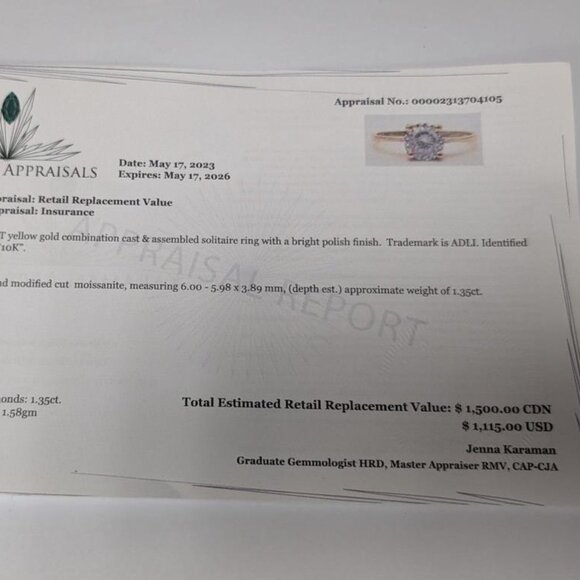 Appraisal No.: 00002313704105
APPRAISALS
Date: May 17, 2023
Expires: May 17, 2026
praisal: Retail Replacement Value
praisal: Insurance
T yellow gold combination cast & assembled solitaire ring with a bright polish finish. Trademark is ADLI. Identified
"10K".
nd modified cut moissanite, measuring 6.00 - 5.98 x 3.89 mm, (depth est.) approximate weight of 1.35ct.
APPRAISAL REPORT
onds: 1.35ct.
1.58gm
Total Estimated Retail Replacement Value: $ 1,500.00 CDN
$ 1,115.00 USD
Jenna Karaman
Graduate Gemmologist HRD, Master Appraiser RMV, CAP-CJA